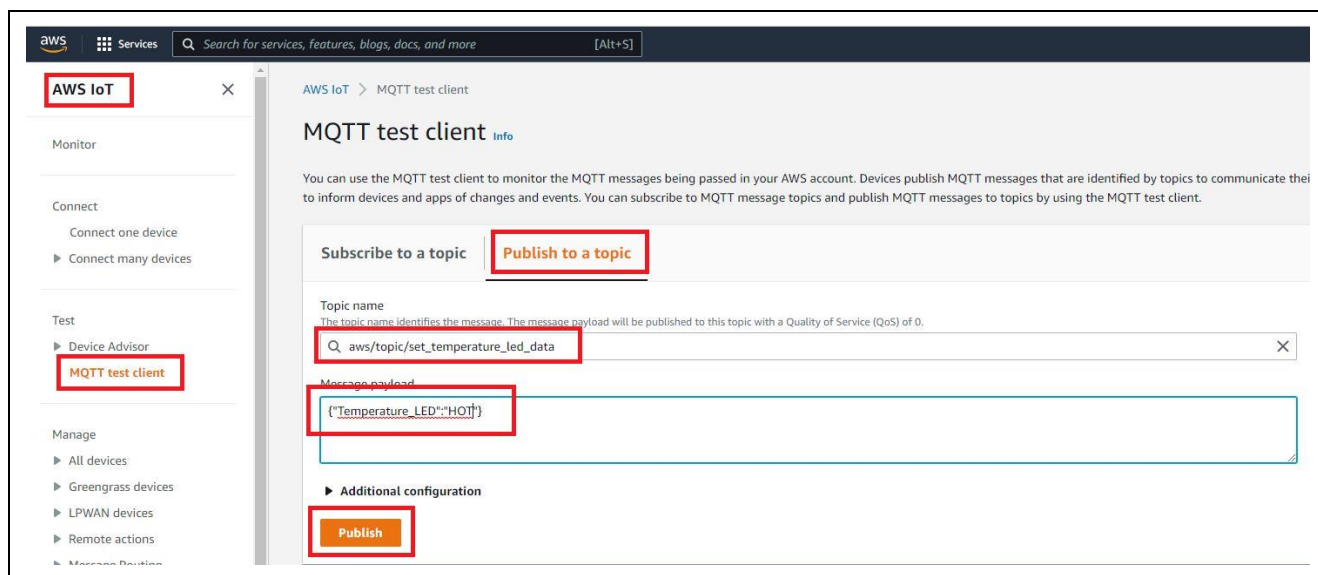 aws
Services
Search for services, features, blogs, docs, and more
[Alt+S]
AWS IoT
Monitor
Connect
Connect one device
Connect many devices
Test
Device Advisor
MQTT test client
Manage
All devices
Greengrass devices
LPWAN devices
Remote actions
Message Routing
AWS IoT > MQTT test client
MQTT test client Info
You can use the MQTT test client to monitor the MQTT messages being passed in your AWS account. Devices publish MQTT messages that are identified by topics to communicate thei
to inform devices and apps of changes and events. You can subscribe to MQTT message topics and publish MQTT messages to topics by using the MQTT test client.
Subscribe to a topic
Publish to a topic
Topic name
The topic name identifies the message. The message payload will be published to this topic with a Quality of Service (QoS) of 0.
aws/topic/set_temperature_led_data
Message payload
{"Temperature_LED":"HOT"}
Additional configuration
Publish